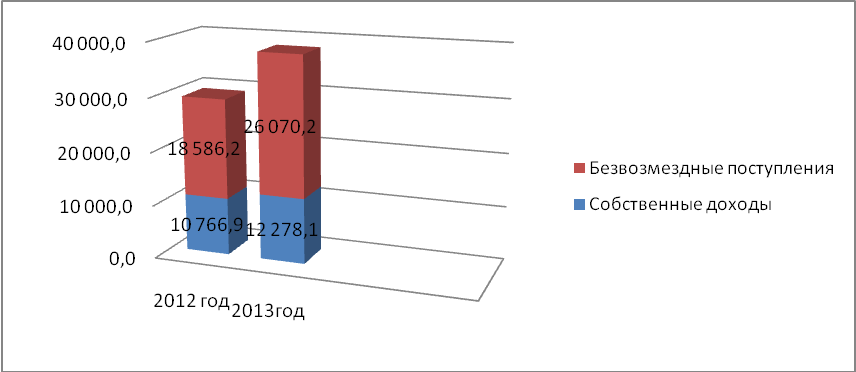 40 000,0
30 000,0
20 000,0
10 000,0
0,0
26 070,2
18 586,2
10 766,9
12 278,1
2012 год
2013год
Безвозмездные поступления
Собственные доходы